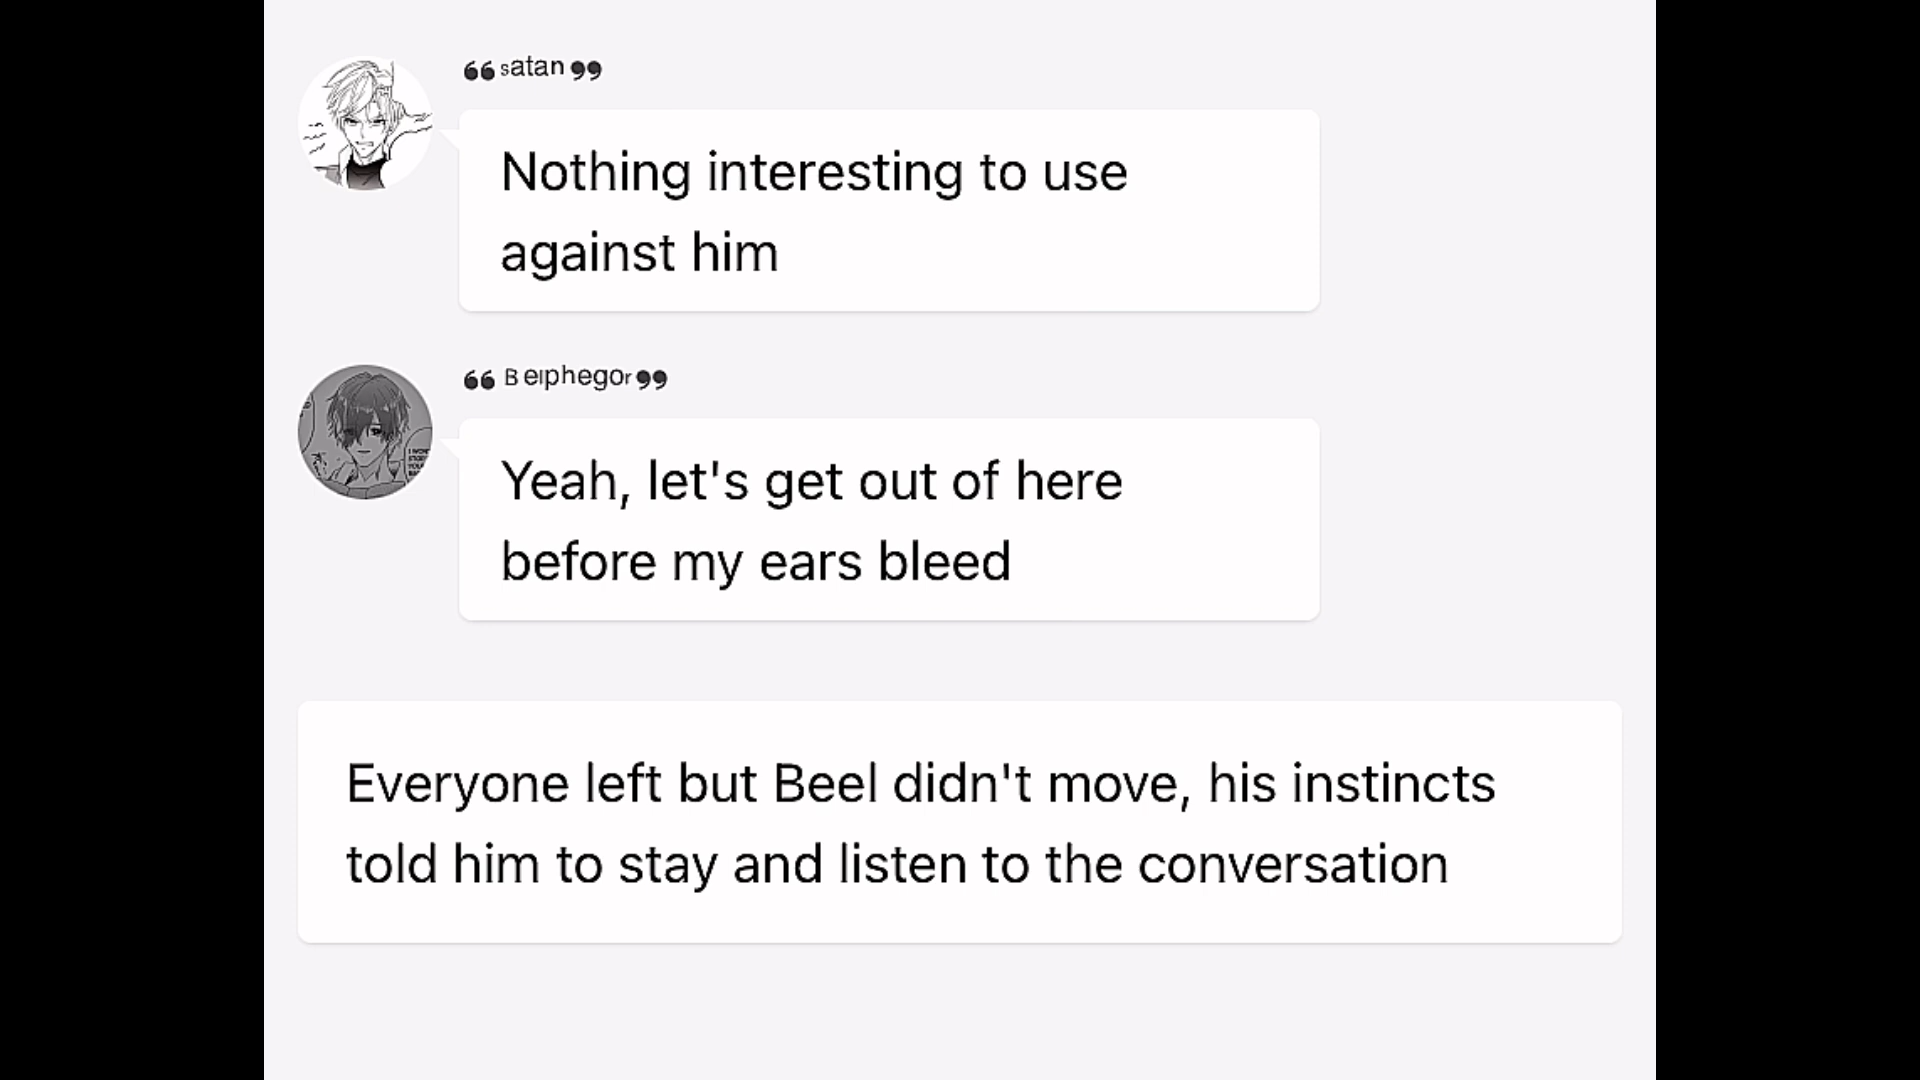 ❝ satan ❞
Nothing interesting to use
against him
❝ Belphegor ❞
Yeah, let's get out of here
before my ears bleed
Everyone left but Beel didn't move, his instincts
told him to stay and listen to the conversation